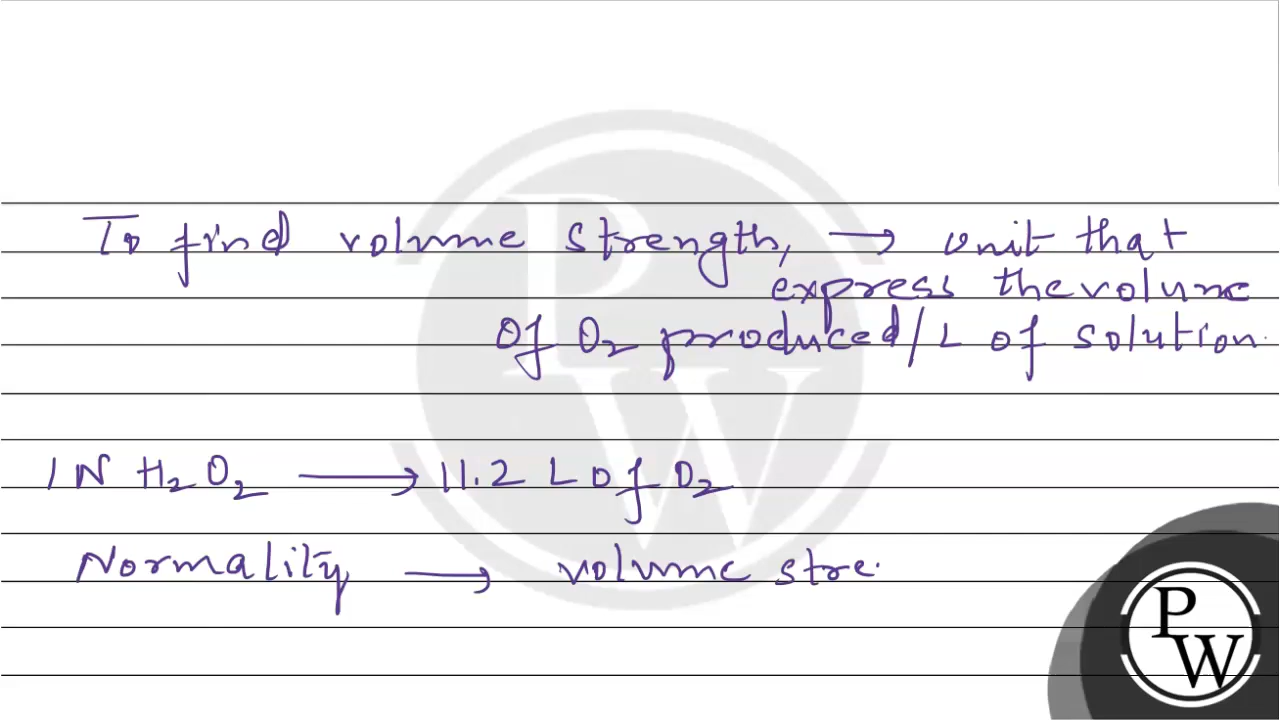 To find volume strength, → unit that
express the volume
of O₂ produced/L of solution.
1 N H₂O₂ → 11.2 L of O₂
Normality → volume stre.
P
W
P
W